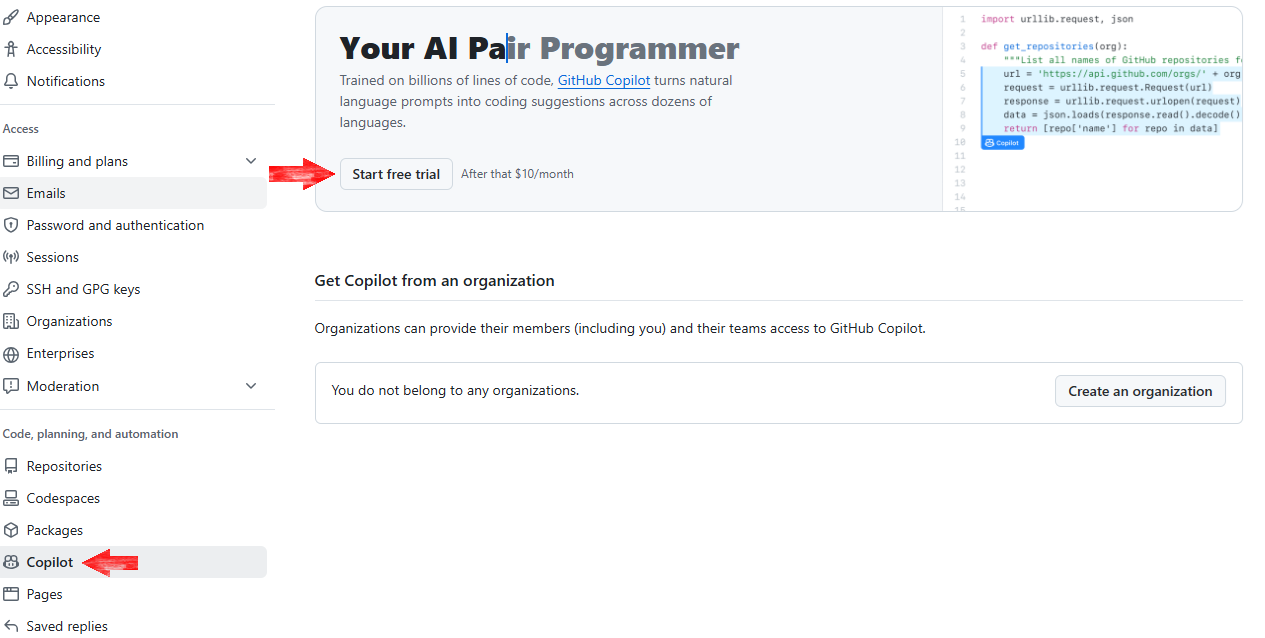 Appearance
Accessibility
Notifications
Access
Billing and plans
Emails
Password and authentication
Sessions
SSH and GPG keys
Organizations
Enterprises
Moderation
Code, planning, and automation
Repositories
Codespaces
Packages
Copilot
Pages
Saved replies
Your AI Pair Programmer
Trained on billions of lines of code, GitHub Copilot turns natural
language prompts into coding suggestions across dozens of
languages.
Start free trial
After that $10/month
1 import urllib.request, json
2
3 def get_repositories(org):
4 """List all names of GitHub repositories fo
5 url = 'https://api.github.com/orgs/' + org
6 request = urllib.request.Request(url)
7 response = urllib.request.urlopen(request)
8 data = json.loads(response.read().decode()
9 return [repo['name'] for repo in data]
10 Copilot
11
12
13
14
15
Get Copilot from an organization
Organizations can provide their members (including you) and their teams access to GitHub Copilot.
You do not belong to any organizations.
Create an organization